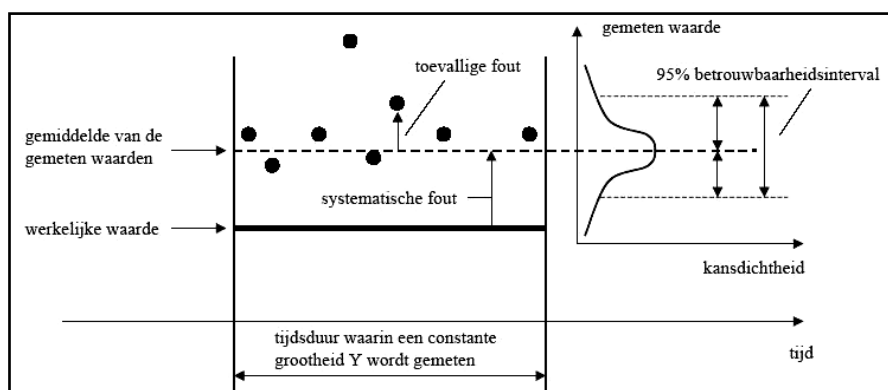 gemeten waarde
toevallige fout
95% betrouwbaarheidsinterval
gemiddelde van de
gemeten waarden
systematische fout
werkelijke waarde
kansdichtheid
tijdsduur waarin een constante
grootheid Y wordt gemeten
tijd